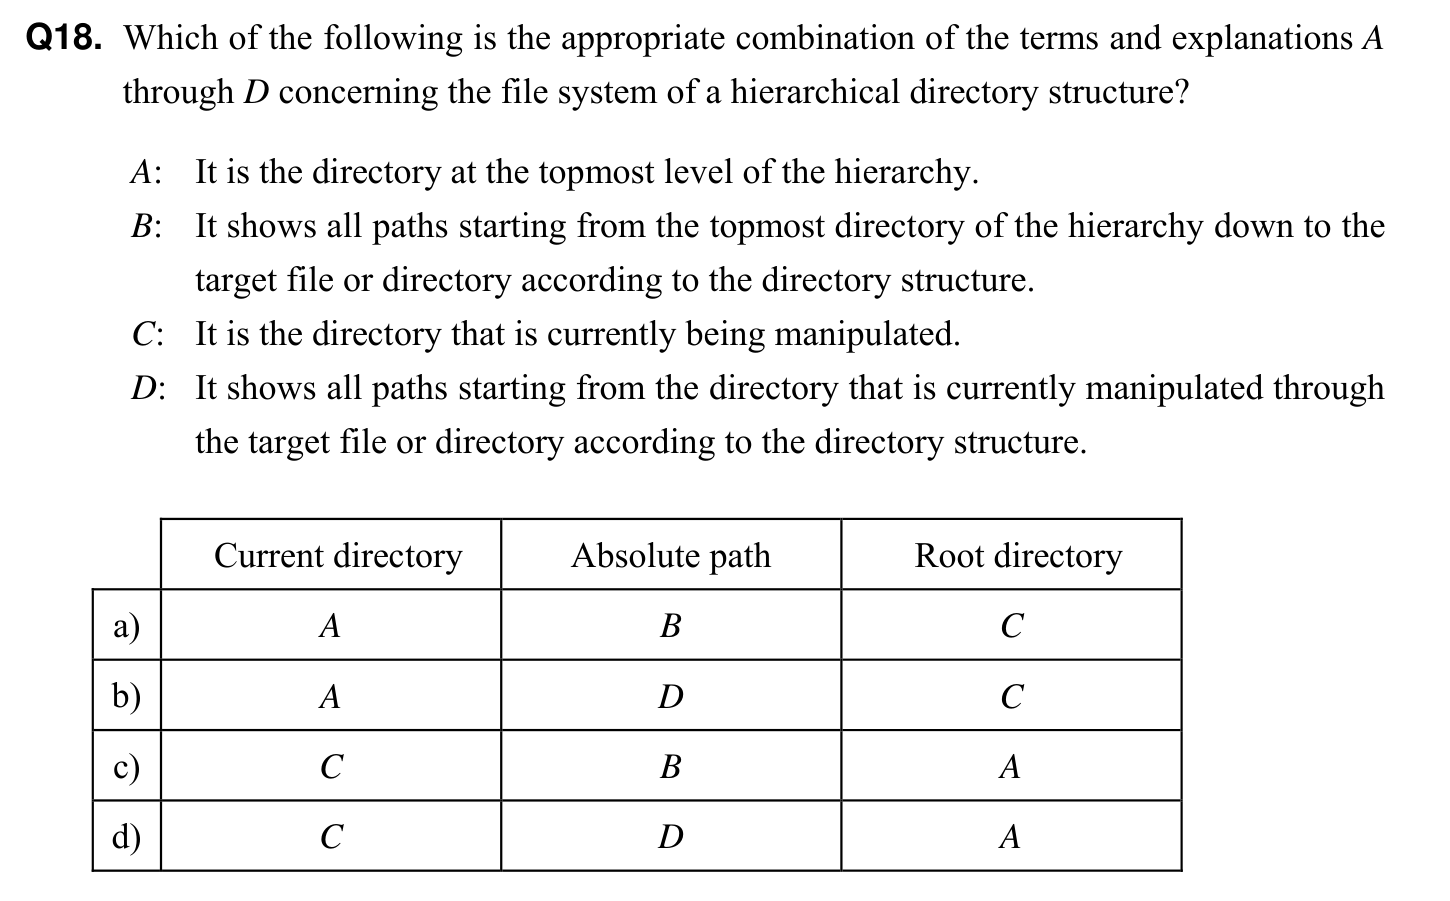 Q18. Which of the following is the appropriate combination of the terms and explanations A
through D concerning the file system of a hierarchical directory structure?
A: It is the directory at the topmost level of the hierarchy.
B: It shows all paths starting from the topmost directory of the hierarchy down to the
target file or directory according to the directory structure.
C: It is the directory that is currently being manipulated.
D: It shows all paths starting from the directory that is currently manipulated through
the target file or directory according to the directory structure.
Current directory Absolute path Root directory
a) A B C
b) A D C
c) C B A
d) C D A